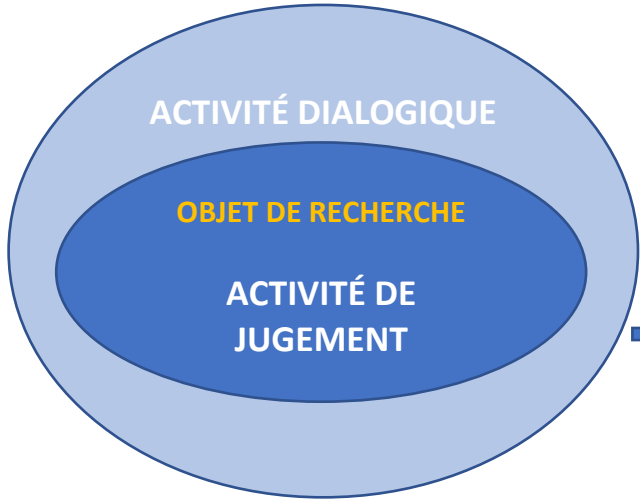 ACTIVITÉ DIALOGIQUE
OBJET DE RECHERCHE
ACTIVITÉ DE
JUGEMENT